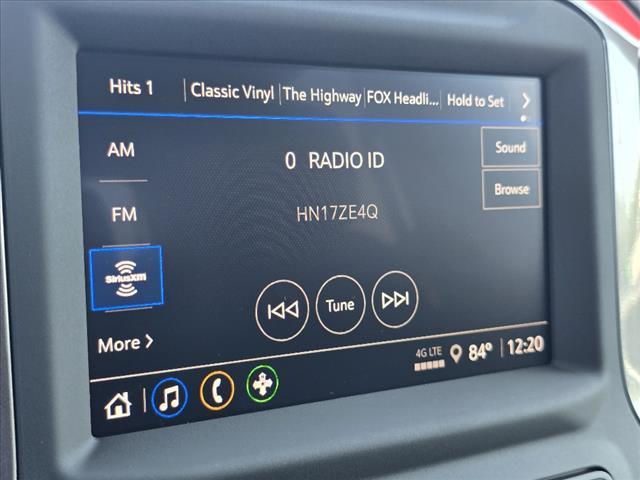 Hits 1 Classic Vinyl The Highway FOX Headli... Hold to Set
AM
0 RADIO ID
Sound
Browse
FM
HN17ZE4Q
SiriusXM
Tune
More
4G LTE 84° 12:20